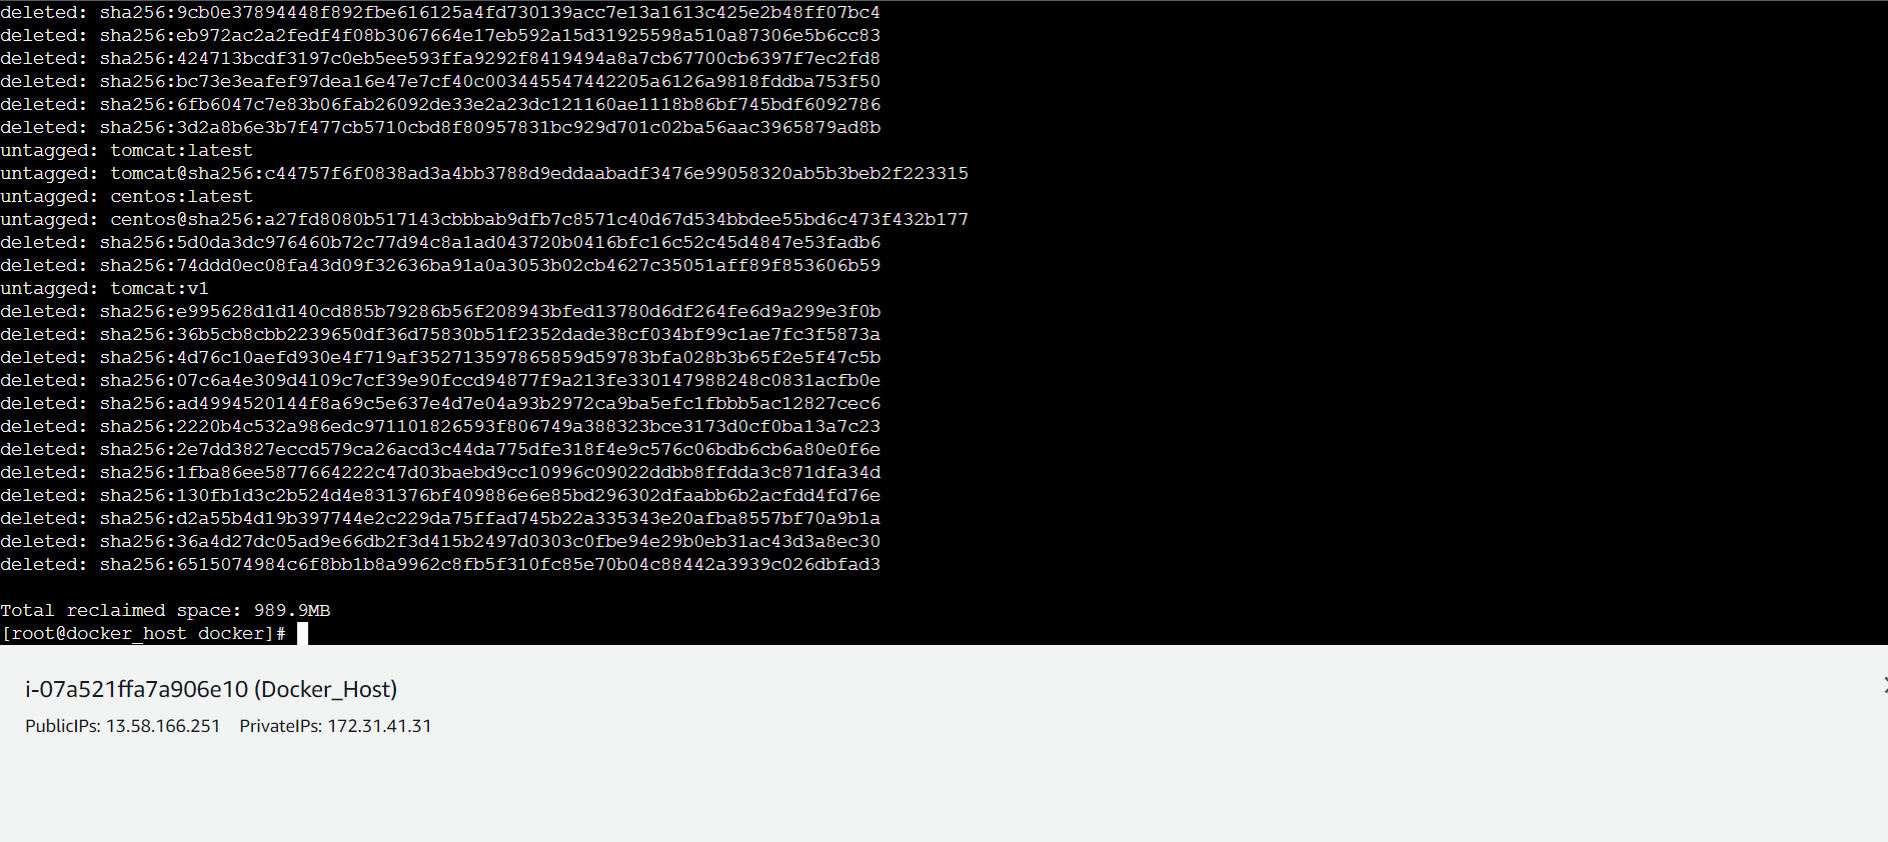 deleted: sha256:9cb0e37894448f892fbe616125a4fd730139acc7e13a1613c425e2b48ff07bc4
deleted: sha256:eb972ac2a2fedf4f08b3067664e17eb592a15d31925598a510a87306e5b6cc83
deleted: sha256:424713bcdf3197c0eb5ee593ffa9292f8419494a8a7cb67700cb6397f7ec2fd8
deleted: sha256:bc73e3eafef97dea16e47e7cf40c003445547442205a6126a9818fddba753f50
deleted: sha256:6fb6047c7e83b06fab26092de33e2a23dc121160ae1118b86bf745bdf6092786
deleted: sha256:3d2a8b6e3b7f477cb5710cbd8f80957831bc929d701c02ba56aac3965879ad8b
untagged: tomcat:latest
untagged: tomcat@sha256:c44757f6f0838ad3a4bb3788d9eddaabadf3476e99058320ab5b3beb2f223315
untagged: centos:latest
untagged: centos@sha256:a27fd8080b517143cbbbab9dfb7c8571c40d67d534bbdee55bd6c473f432b177
deleted: sha256:5d0da3dc976460b72c77d94c8a1ad043720b0416bfc16c52c45d4847e53fadb6
deleted: sha256:74ddd0ec08fa43d09f32636ba91a0a3053b02cb4627c35051aff89f853606b59
untagged: tomcat:v1
deleted: sha256:e995628d1d140cd885b79286b56f208943bfed13780d6df264fe6d9a299e3f0b
deleted: sha256:36b5cb8cbb2239650df36d75830b51f2352dade38cf034bf99c1ae7fc3f5873a
deleted: sha256:4d76c10aefd930e4f719af352713597865859d59783bfa028b3b65f2e5f47c5b
deleted: sha256:07c6a4e309d4109c7cf39e90fccd94877f9a213fe330147988248c0831acfb0e
deleted: sha256:ad4994520144f8a69c5e637e4d7e04a93b2972ca9ba5efc1fbbb5ac12827cec6
deleted: sha256:2220b4c532a986edc971101826593f806749a388323bce3173d0cf0ba13a7c23
deleted: sha256:2e7dd3827eccd579ca26acd3c44da775dfe318f4e9c576c06bdb6cb6a80e0f6e
deleted: sha256:1fba86ee5877664222c47d03baebd9cc10996c09022ddbb8ffdda3c871dfa34d
deleted: sha256:130fb1d3c2b524d4e831376bf409886e6e85bd296302dfaabb6b2acfdd4fd76e
deleted: sha256:d2a55b4d19b397744e2c229da75ffad745b22a335343e20afba8557bf70a9b1a
deleted: sha256:36a4d27dc05ad9e66db2f3d415b2497d0303c0fbe94e29b0eb31ac43d3a8ec30
deleted: sha256:6515074984c6f8bb1b8a9962c8fb5f310fc85e70b04c88442a3939c026dbfad3
Total reclaimed space: 989.9MB
[root@docker_host docker]#
i-07a521ffa7a906e10 (Docker_Host)
PublicIPs: 13.58.166.251 PrivateIPs: 172.31.41.31